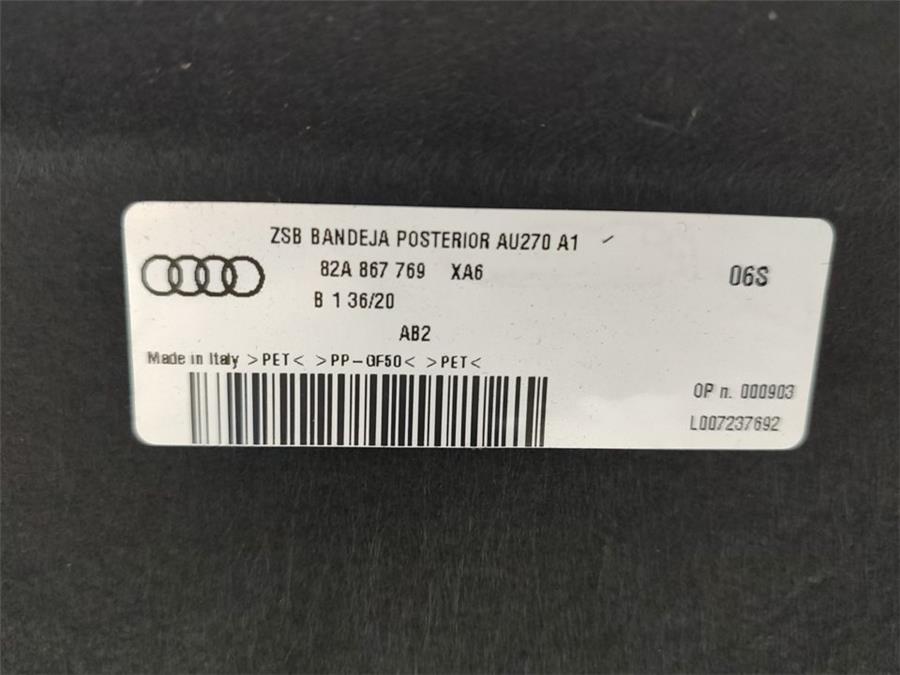 ZSB BANDEJA POSTERIOR AU270 A1
82A 867 769 XA6
06S
B 1 36/20
AB2
Made in Italy >PET< >PP-GF50< >PET<
OP n. 000903
L007237692